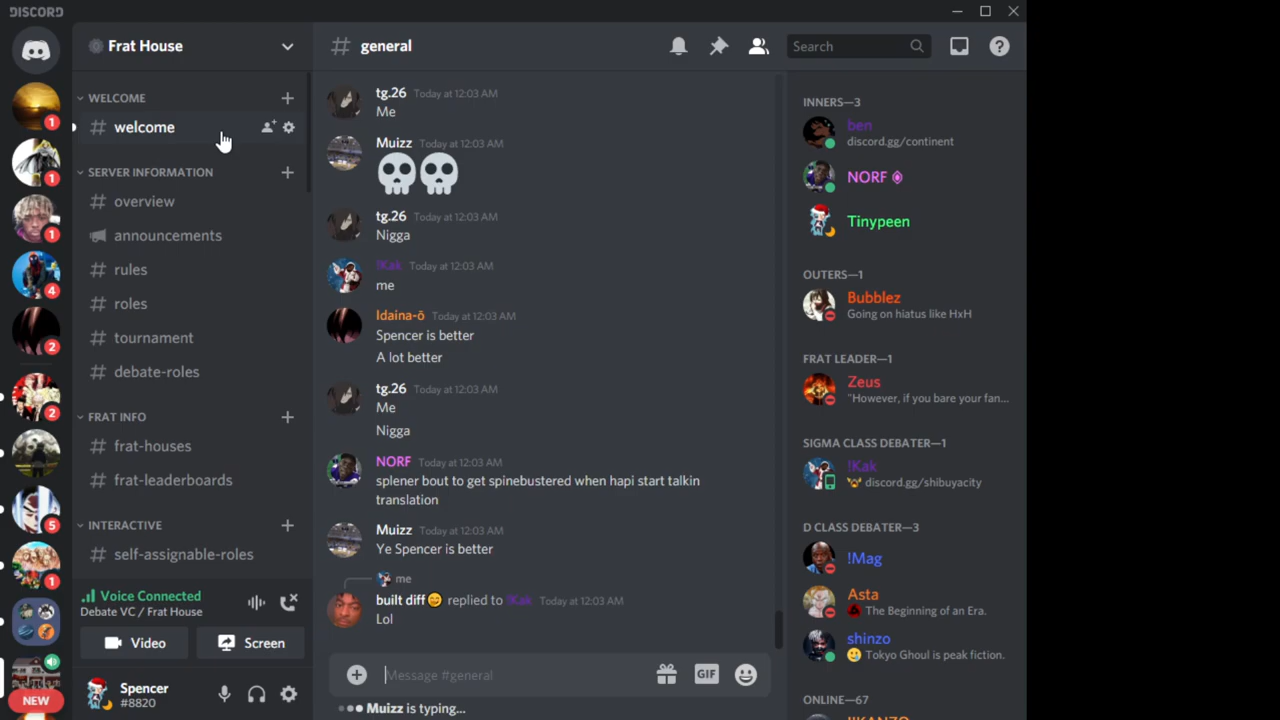 DISCORD
Frat House
general
Search
WELCOME
welcome
SERVER INFORMATION
overview
announcements
rules
roles
tournament
debate-roles
FRAT INFO
frat-houses
frat-leaderboards
INTERACTIVE
self-assignable-roles
Voice Connected
Debate VC / Frat House
Video
Screen
Spencer
#8820
1
1
1
4
2
2
5
1
NEW
tg.26 Today at 12:03 AM
Me
Muizz Today at 12:03 AM
tg.26 Today at 12:03 AM
Nigga
!Kak Today at 12:03 AM
me
Idaina-ō Today at 12:03 AM
Spencer is better
A lot better
tg.26 Today at 12:03 AM
Me
Nigga
NORF Today at 12:03 AM
splener bout to get spinebustered when hapi start talkin
translation
Muizz Today at 12:03 AM
Ye Spencer is better
me
built diff replied to !Kak Today at 12:03 AM
Lol
Message #general
GIF
Muizz is typing...
INNERS—3
ben
discord.gg/continent
NORF
Tinypeen
OUTERS—1
Bubblez
Going on hiatus like HxH
FRAT LEADER—1
Zeus
"However, if you bare your fan...
SIGMA CLASS DEBATER—1
!Kak
discord.gg/shibuyacity
D CLASS DEBATER—3
!Mag
Asta
The Beginning of an Era.
shinzo
Tokyo Ghoul is peak fiction.
ONLINE—67